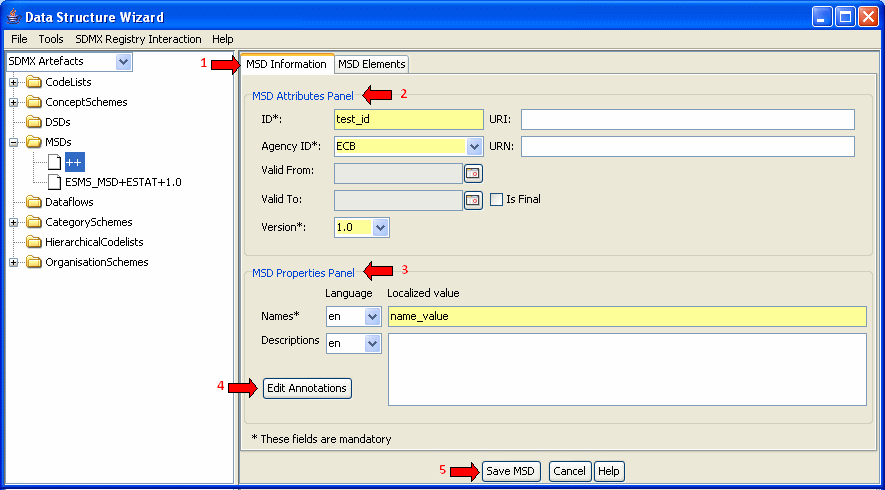 Data Structure Wizard
File Tools SDMX Registry Interaction Help
SDMX Artefacts
CodeLists
ConceptSchemes
DSDs
MSDs
++
ESMS_MSD+ESTAT+1.0
Dataflows
CategorySchemes
HierarchicalCodelists
OrganisationSchemes
1 MSD Information MSD Elements
MSD Attributes Panel 2
ID*: test_id URI:
Agency ID*: ECB URN:
Valid From:
Valid To: Is Final
Version*: 1.0
MSD Properties Panel 3
Language Localized value
Names* en name_value
Descriptions en
4 Edit Annotations
* These fields are mandatory
5 Save MSD Cancel Help